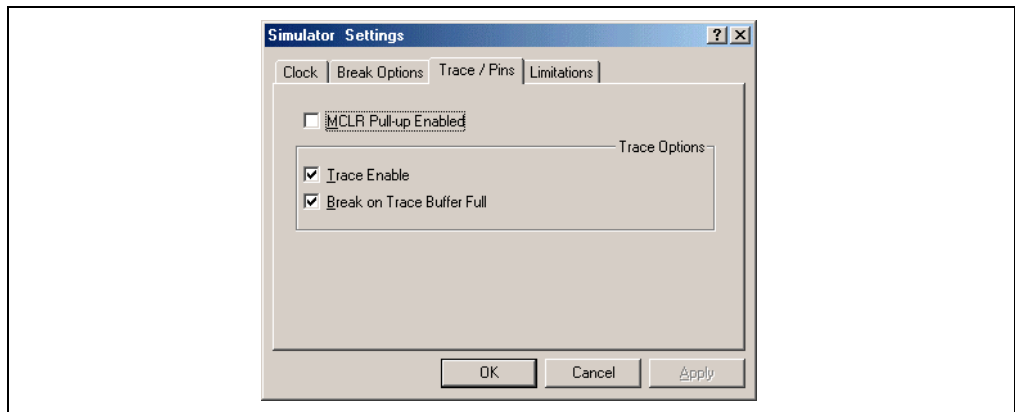 Simulator Settings
Clock
Break Options
Trace / Pins
Limitations
MCLR Pull-up Enabled
Trace Options
Trace Enable
Break on Trace Buffer Full
OK
Cancel
Apply